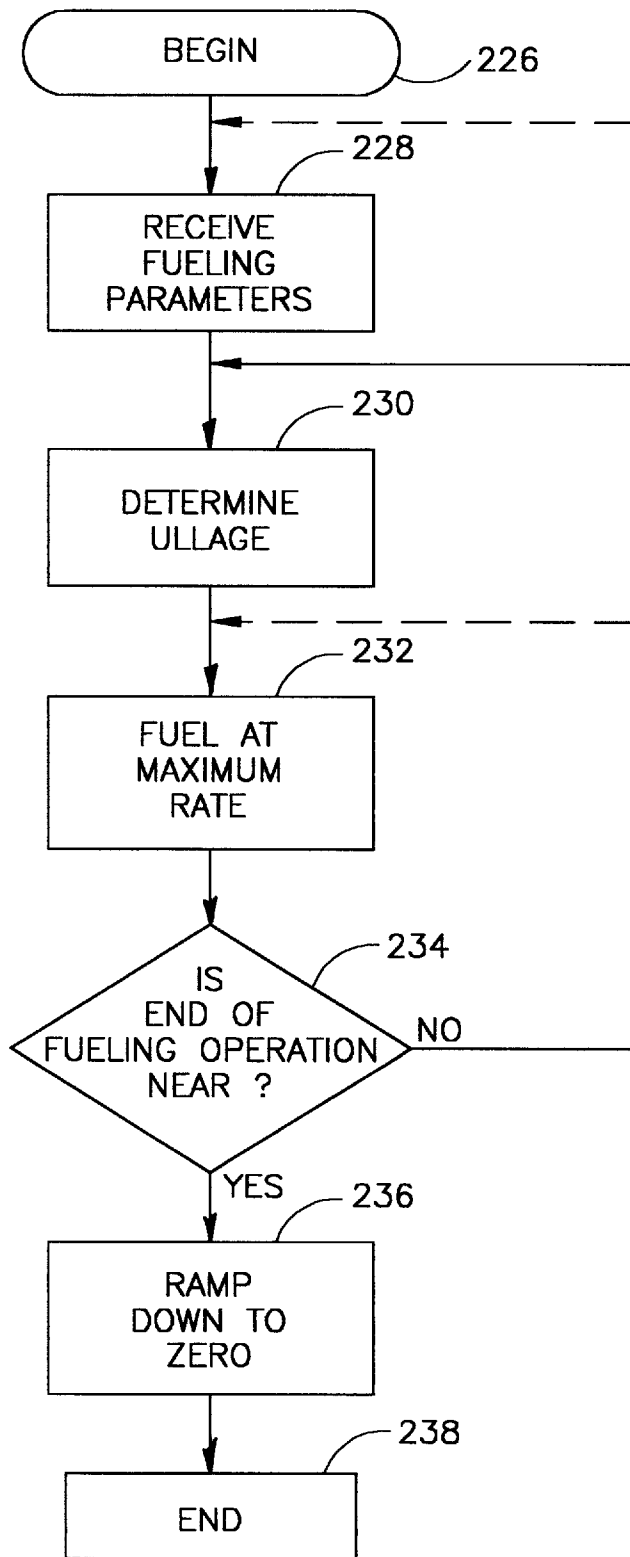 BEGIN
226
228
RECEIVE
FUELING
PARAMETERS
230
DETERMINE
ULLAGE
232
FUEL AT
MAXIMUM
RATE
234
IS
END OF
FUELING OPERATION
NEAR ?
NO
YES
236
RAMP
DOWN TO
ZERO
238
END